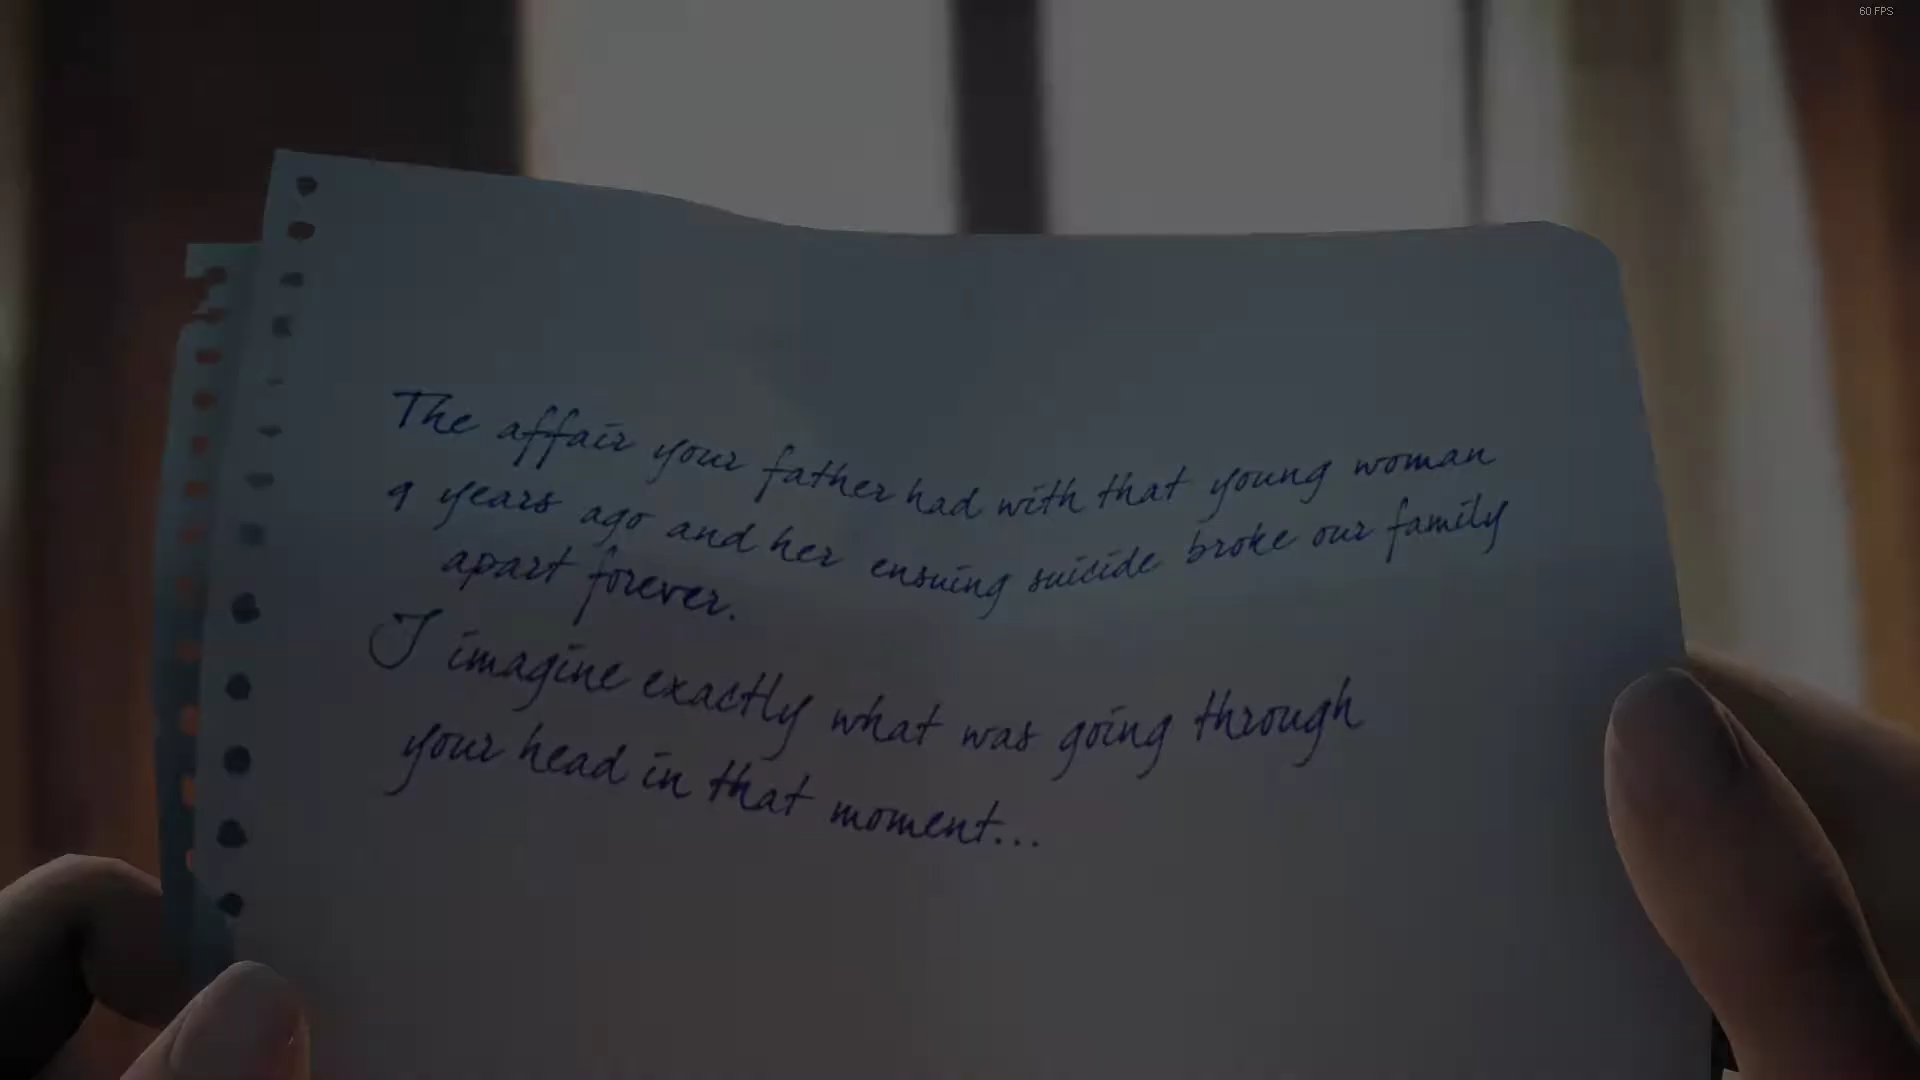 60 FPS
The affair your father had with that young woman
9 years ago and her ensuing suicide broke our family
apart forever.
I imagine exactly what was going through
your head in that moment...